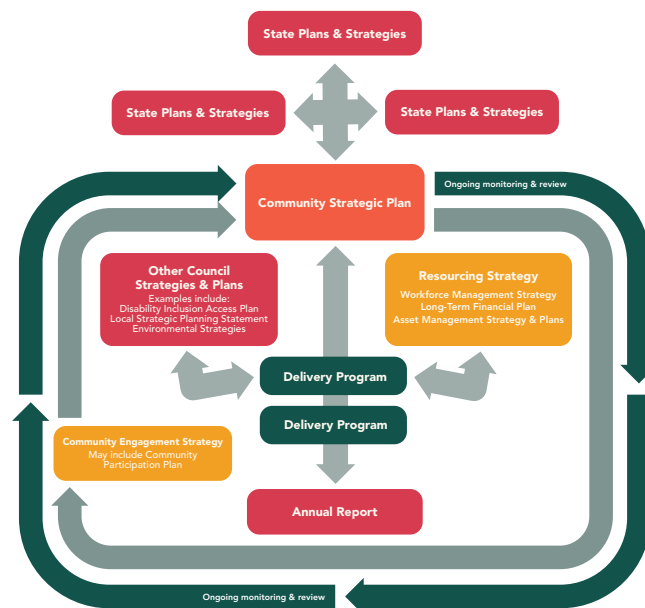 State Plans & Strategies
State Plans & Strategies
State Plans & Strategies
Community Strategic Plan
Ongoing monitoring & review
Other Council
Strategies & Plans
Examples include:
Disability Inclusion Access Plan
Local Strategic Planning Statement
Environmental Strategies
Resourcing Strategy
Workforce Management Strategy
Long-Term Financial Plan
Asset Management Strategy & Plans
Delivery Program
Delivery Program
Community Engagement Strategy
May include Community
Participation Plan
Annual Report
Ongoing monitoring & review